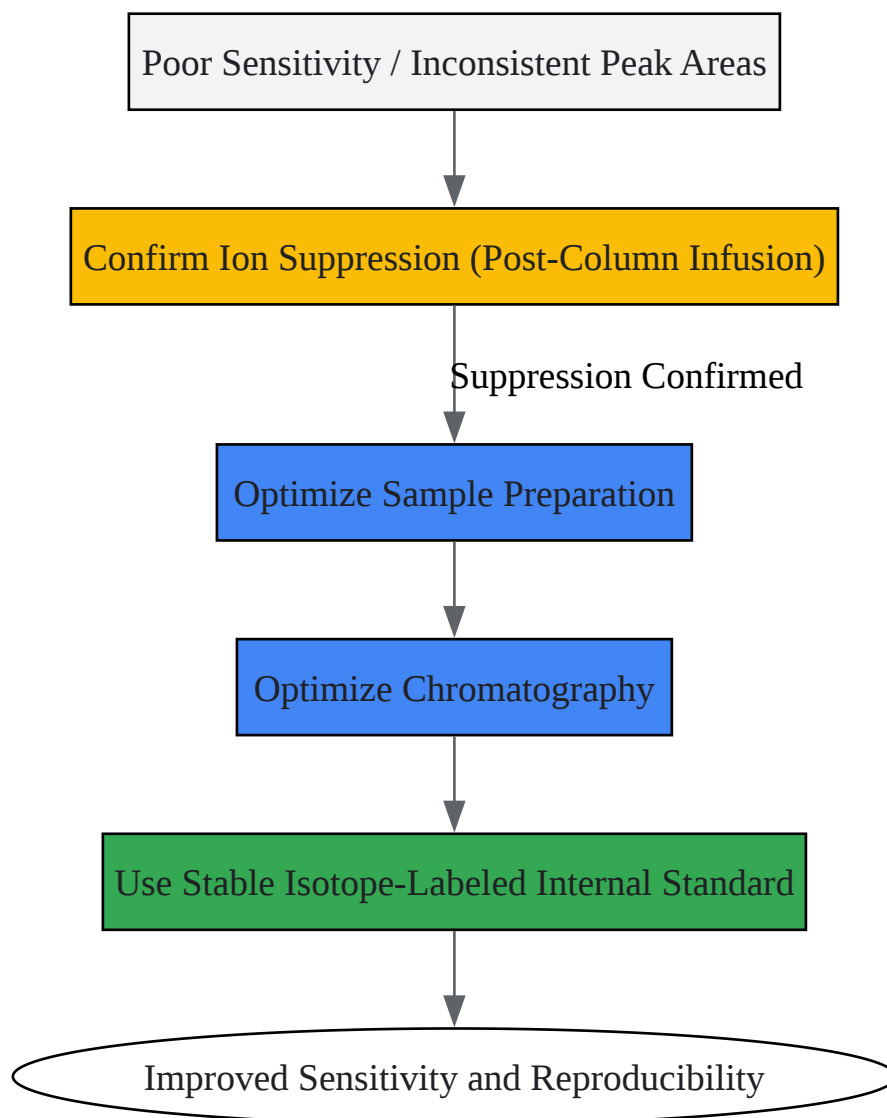 Poor Sensitivity / Inconsistent Peak Areas
Confirm Ion Suppression (Post-Column Infusion)
Suppression Confirmed
Optimize Sample Preparation
Optimize Chromatography
Use Stable Isotope-Labeled Internal Standard
Improved Sensitivity and Reproducibility